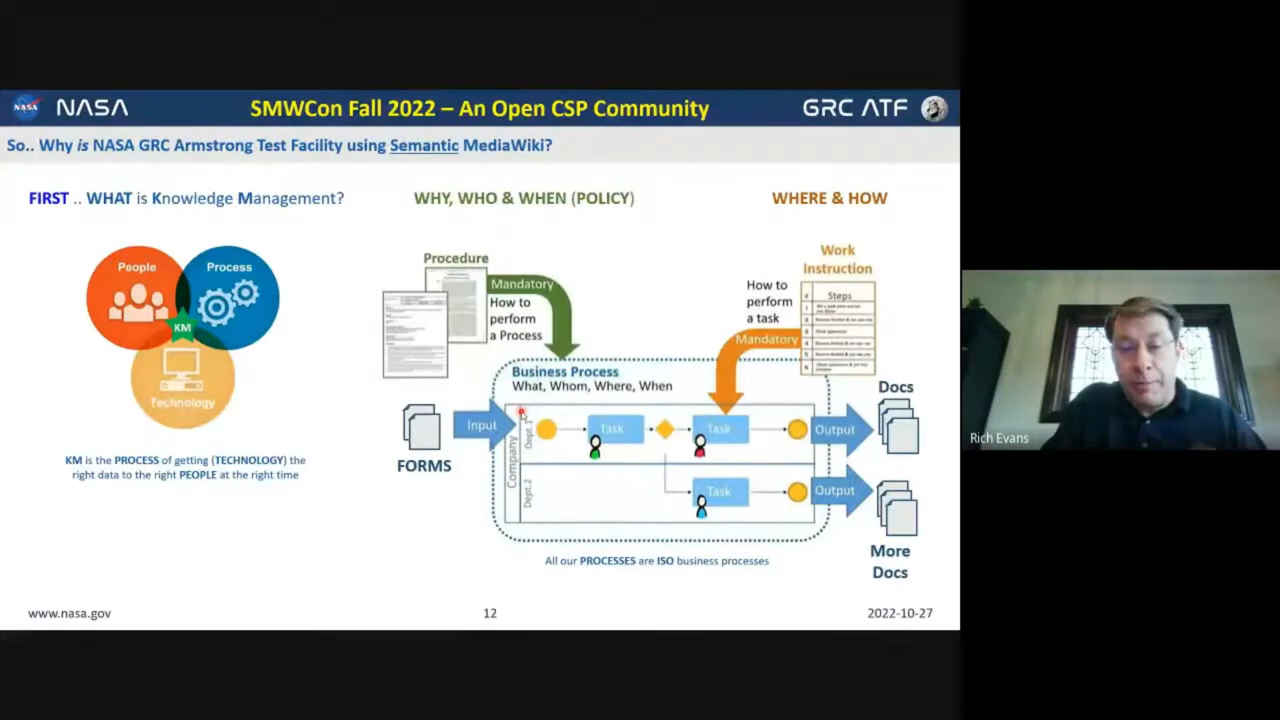 NASA NASA
SMWCon Fall 2022 – An Open CSP Community
GRC ATF
So.. Why is NASA GRC Armstrong Test Facility using Semantic MediaWiki?
FIRST .. WHAT is Knowledge Management?
People
Process
KM
Technology
KM is the PROCESS of getting (TECHNOLOGY) the
right data to the right PEOPLE at the right time
WHY, WHO & WHEN (POLICY)
WHERE & HOW
Procedure
Mandatory
How to
perform
a Process
Work
Instruction
# Steps
How to
perform
a task
Mandatory
Business Process
What, Whom, Where, When
FORMS
Input
Company
Dept.1
Task
Task
Output
Docs
Dept.2
Task
Output
More
Docs
All our PROCESSES are ISO business processes
www.nasa.gov
12
2022-10-27
Rich Evans